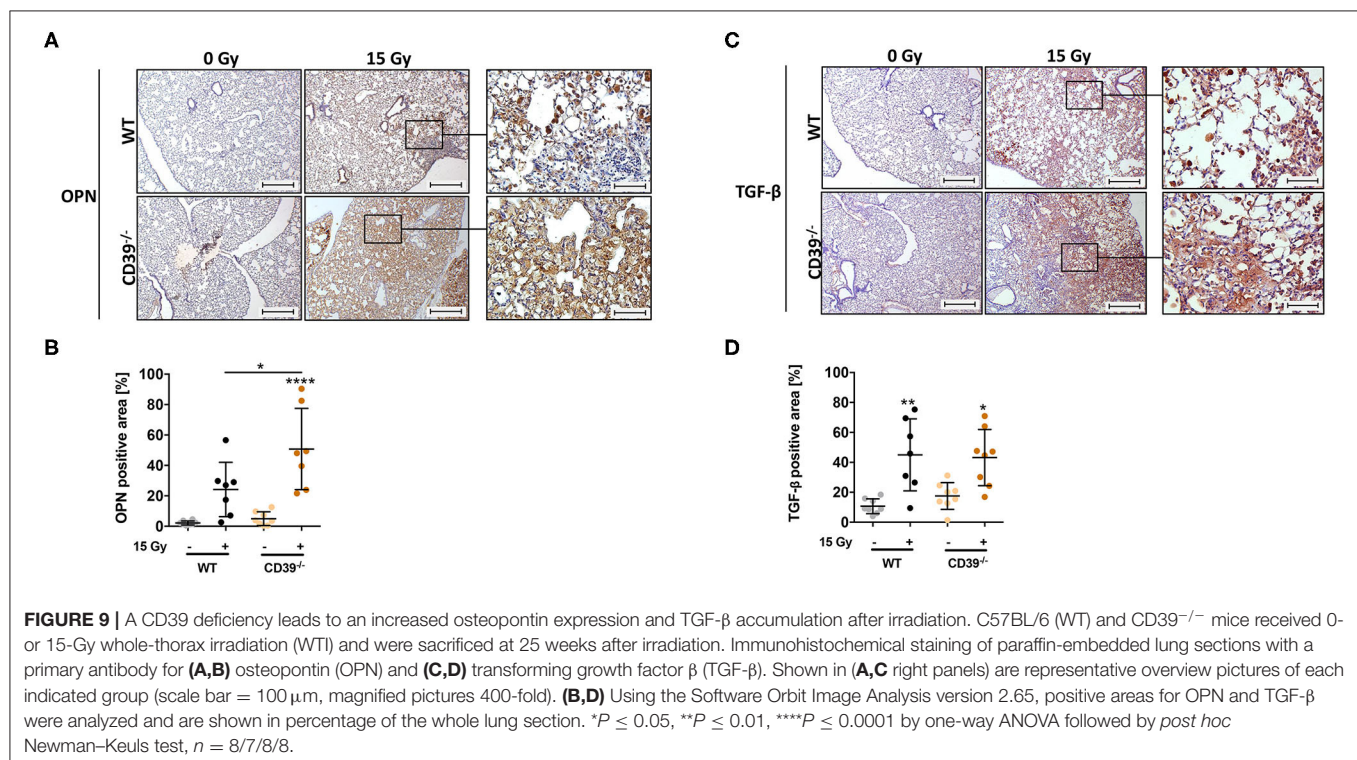 A
0 Gy
15 Gy
WT
OPN
CD39-/-
B
OPN positive area [%]
100
80
60
40
20
0
*
****
15 Gy
-
+
-
+
WT
CD39-/-
C
0 Gy
15 Gy
WT
TGF-β
CD39-/-
D
TGF-β positive area [%]
100
80
60
40
20
0
**
*
15 Gy
-
+
-
+
WT
CD39-/-
FIGURE 9 | A CD39 deficiency leads to an increased osteopontin expression and TGF-β accumulation after irradiation. C57BL/6 (WT) and CD39−/− mice received 0-
or 15-Gy whole-thorax irradiation (WTI) and were sacrificed at 25 weeks after irradiation. Immunohistochemical staining of paraffin-embedded lung sections with a
primary antibody for (A,B) osteopontin (OPN) and (C,D) transforming growth factor β (TGF-β). Shown in (A,C right panels) are representative overview pictures of each
indicated group (scale bar = 100 μm, magnified pictures 400-fold). (B,D) Using the Software Orbit Image Analysis version 2.65, positive areas for OPN and TGF-β
were analyzed and are shown in percentage of the whole lung section. *P ≤ 0.05, **P ≤ 0.01, ****P ≤ 0.0001 by one-way ANOVA followed by post hoc
Newman–Keuls test, n = 8/7/8/8.